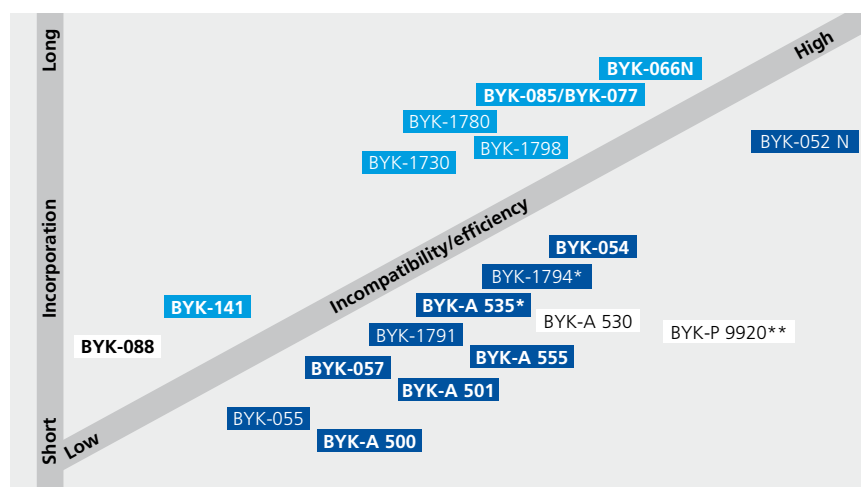 Long
High
BYK-066N
BYK-085/BYK-077
BYK-1780
BYK-052 N
BYK-1798
BYK-1730
Incorporation
Incompatibility/efficiency
BYK-054
BYK-1794*
BYK-141
BYK-A 535*
BYK-A 530
BYK-P 9920**
BYK-1791
BYK-088
BYK-A 555
BYK-057
BYK-A 501
BYK-055
Short
Low
BYK-A 500